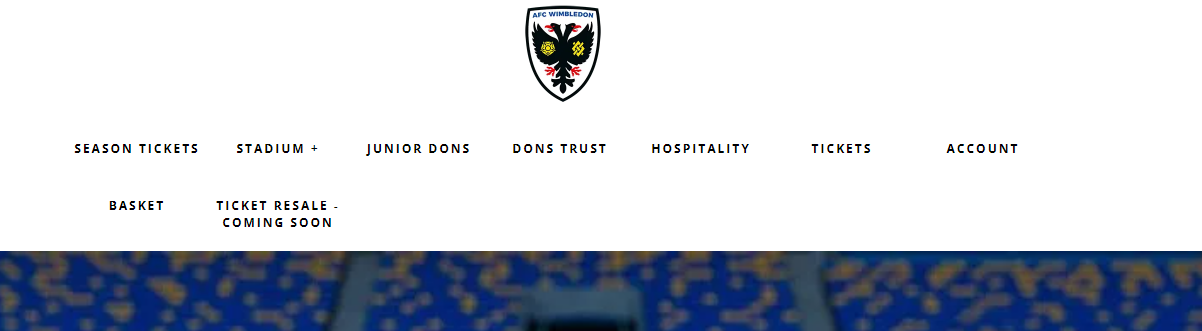 AFC WIMBLEDON
SEASON TICKETS STADIUM + JUNIOR DONS DONS TRUST HOSPITALITY TICKETS ACCOUNT
BASKET TICKET RESALE -
COMING SOON